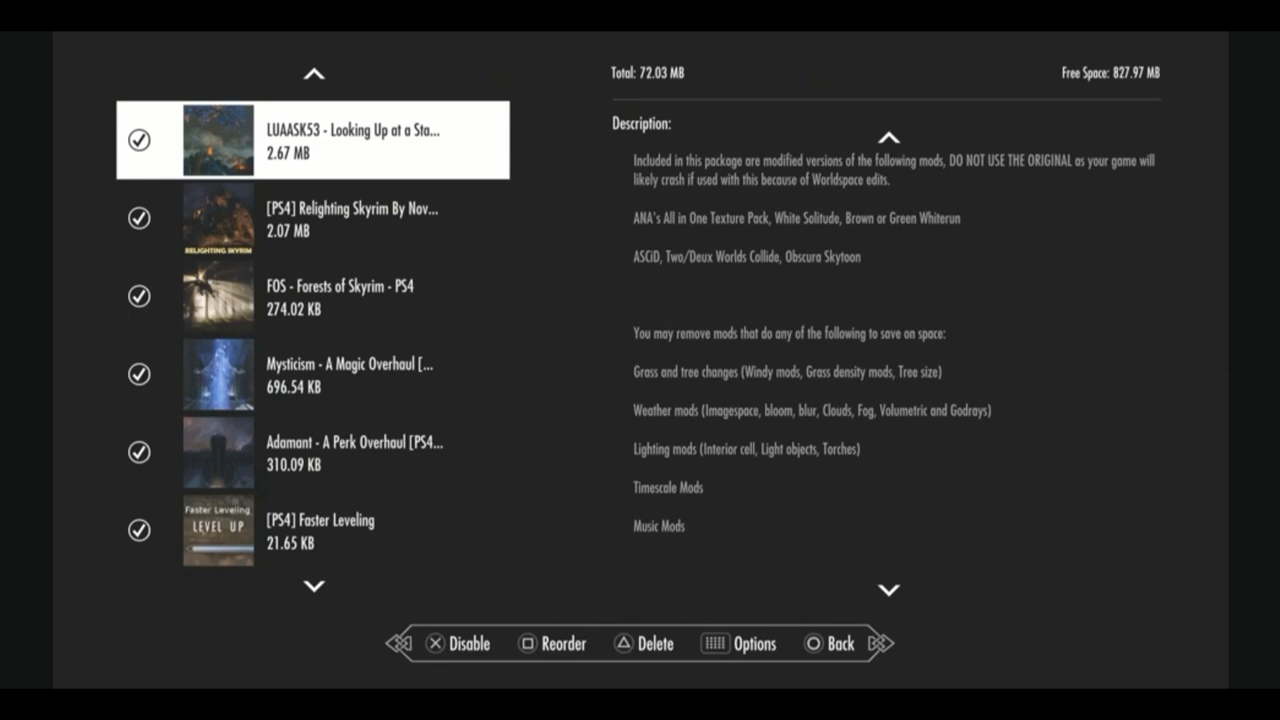 Total: 72.03 MB
Free Space: 827.97 MB
LUAASK53 - Looking Up at a Sta...
2.67 MB
[PS4] Relighting Skyrim By Nov...
2.07 MB
RELIGHTING SKYRIM
FOS - Forests of Skyrim - PS4
274.02 KB
Mysticism - A Magic Overhaul [...
696.54 KB
Adamant - A Perk Overhaul [PS4...
310.09 KB
Faster Leveling
LEVEL UP
[PS4] Faster Leveling
21.65 KB
Description:
Included in this package are modified versions of the following mods, DO NOT USE THE ORIGINAL as your game will
likely crash if used with this because of Worldspace edits.
ANA's All in One Texture Pack, White Solitude, Brown or Green Whiterun
ASCiD, Two/Deux Worlds Collide, Obscura Skytoon
You may remove mods that do any of the following to save on space:
Grass and tree changes (Windy mods, Grass density mods, Tree size)
Weather mods (Imagespace, bloom, blur, Clouds, Fog, Volumetric and Godrays)
Lighting mods (Interior cell, Light objects, Torches)
Timescale Mods
Music Mods
Disable
Reorder
Delete
Options
Back